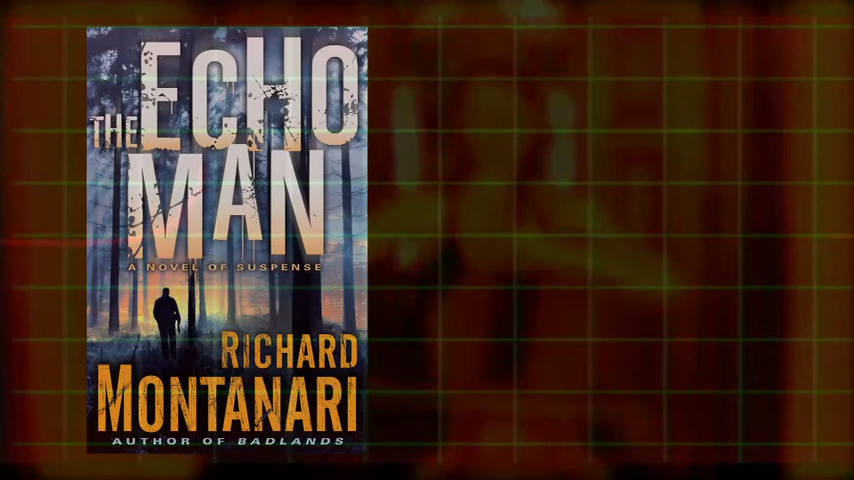 THE ECHO
MAN
A NOVEL OF SUSPENSE
RICHARD
MONTANARI
AUTHOR OF BADLANDS